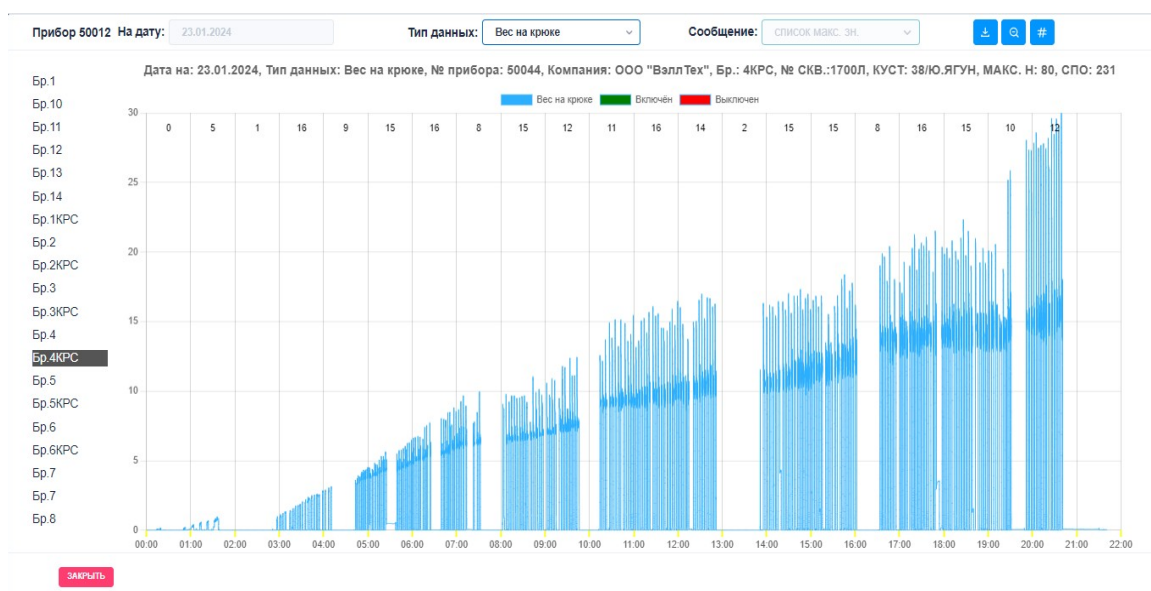 Прибор 50012 На дату: 23.01.2024 Тип данных: Вес на крюке Сообщение: список макс. зн. #
Дата на: 23.01.2024, Тип данных: Вес на крюке, № прибора: 50044, Компания: ООО "ВэллТех", Бр.: 4КРС, № СКВ.:1700Л, КУСТ: 38/Ю.ЯГУН, МАКС. Н: 80, СПО: 231
Вес на крюке Включён Выключен
Бр.1
Бр.10
Бр.11
Бр.12
Бр.13
Бр.14
Бр.1КРС
Бр.2
Бр.2КРС
Бр.3
Бр.3КРС
Бр.4
Бр.4КРС
Бр.5
Бр.5КРС
Бр.6
Бр.6КРС
Бр.7
Бр.7
Бр.8
0 5 1 16 9 15 16 8 15 12 11 16 14 2 15 15 8 16 15 10 12
30
25
20
15
10
5
0
00:00 01:00 02:00 03:00 04:00 05:00 06:00 07:00 08:00 09:00 10:00 11:00 12:00 13:00 14:00 15:00 16:00 17:00 18:00 19:00 20:00 21:00 22:00
ЗАКРЫТЬ